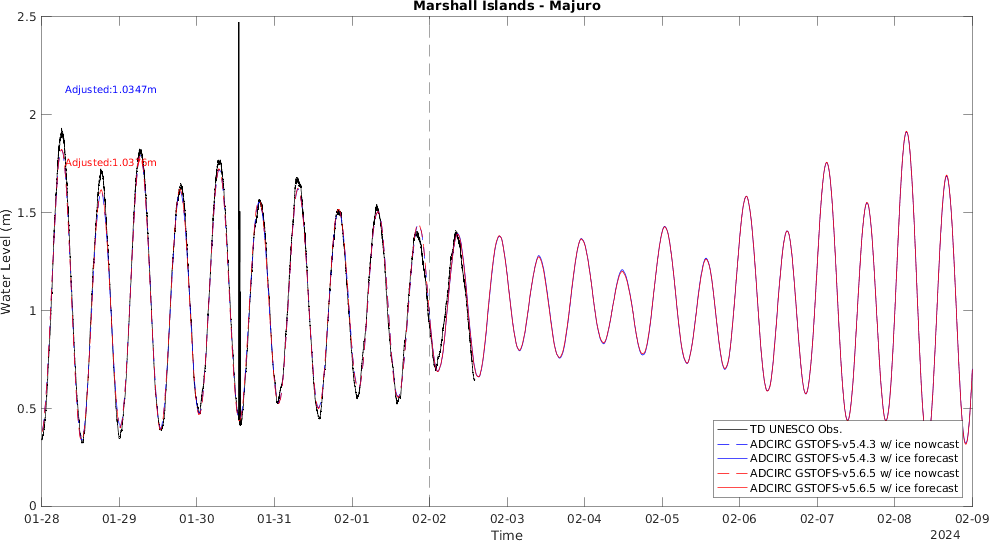 Marshall Islands - Majuro
2.5
2
1.5
1
0.5
0
Water Level (m)
Adjusted:1.0347m
Adjusted:1.0376m
TD UNESCO Obs.
ADCIRC GSTOFS-v5.4.3 w/ ice nowcast
ADCIRC GSTOFS-v5.4.3 w/ ice forecast
ADCIRC GSTOFS-v5.6.5 w/ ice nowcast
ADCIRC GSTOFS-v5.6.5 w/ ice forecast
01-28 01-29 01-30 01-31 02-01 02-02 02-03 02-04 02-05 02-06 02-07 02-08 02-09
Time
2024